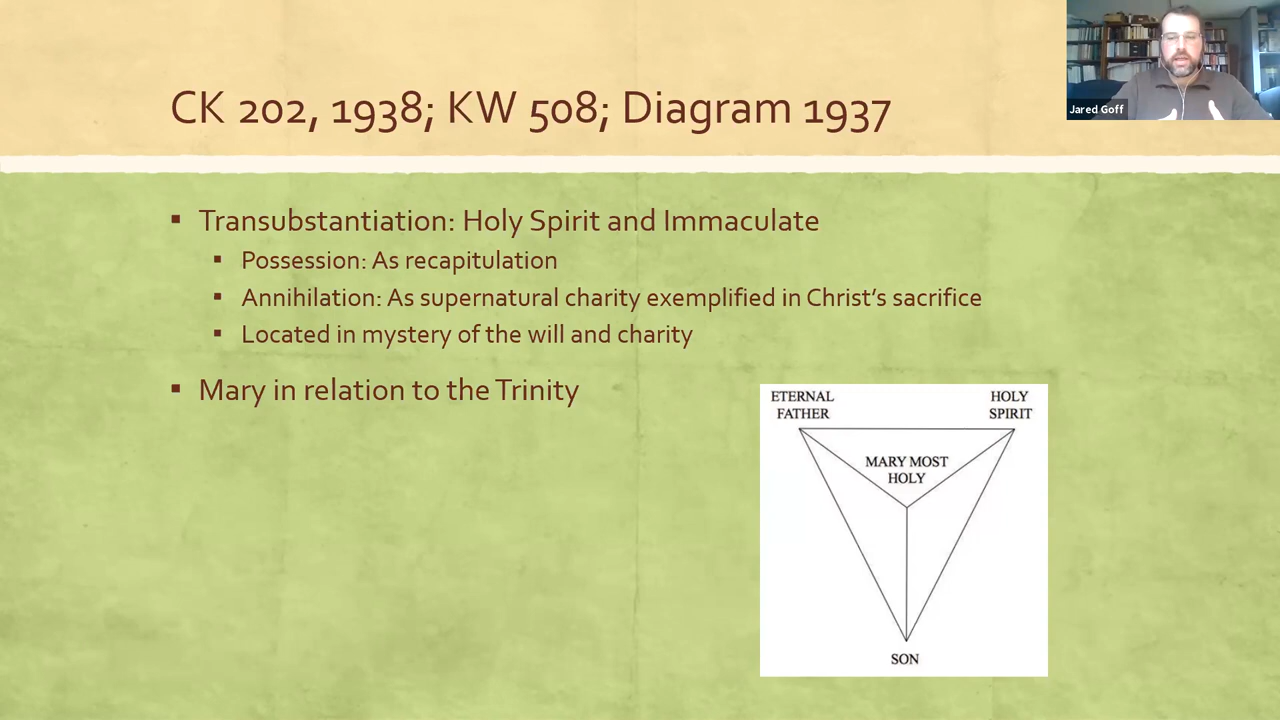 CK 202, 1938; KW 508; Diagram 1937
Jared Goff
▪ Transubstantiation: Holy Spirit and Immaculate
▪ Possession: As recapitulation
▪ Annihilation: As supernatural charity exemplified in Christ’s sacrifice
▪ Located in mystery of the will and charity
▪ Mary in relation to the Trinity
ETERNAL FATHER
HOLY SPIRIT
MARY MOST
HOLY
SON